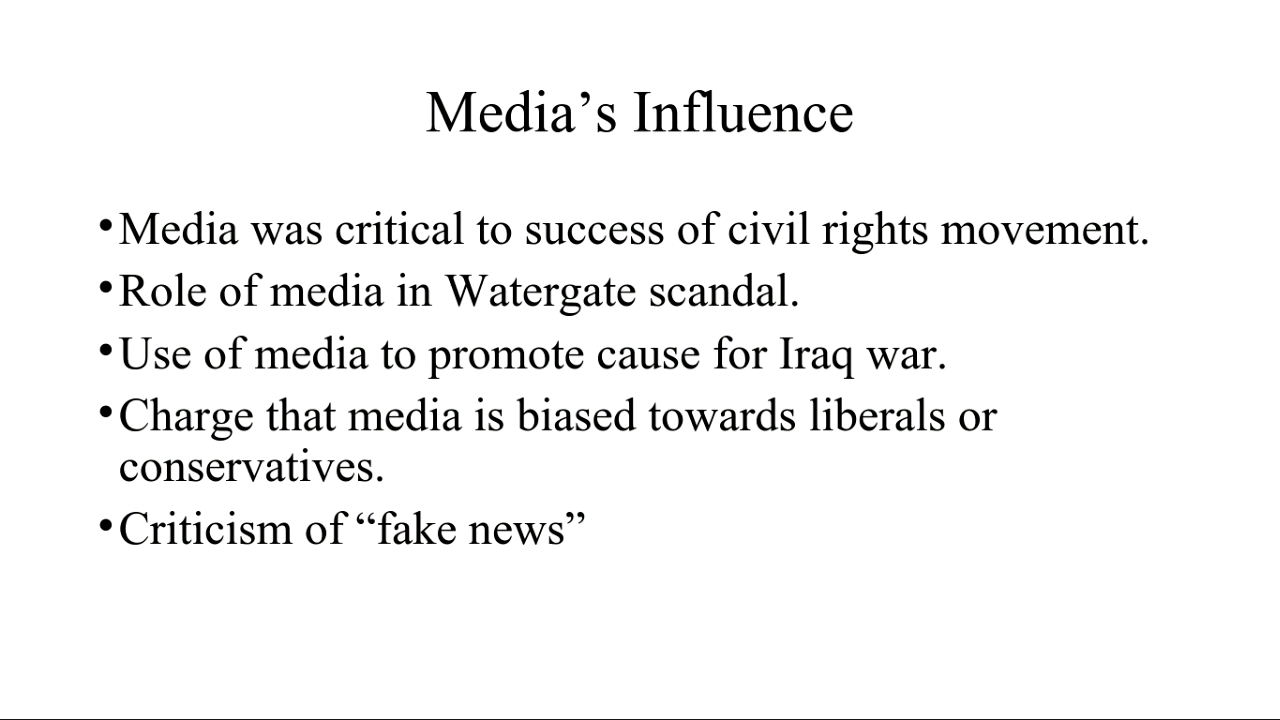 Media’s Influence
•Media was critical to success of civil rights movement.
•Role of media in Watergate scandal.
•Use of media to promote cause for Iraq war.
•Charge that media is biased towards liberals or
conservatives.
•Criticism of “fake news”